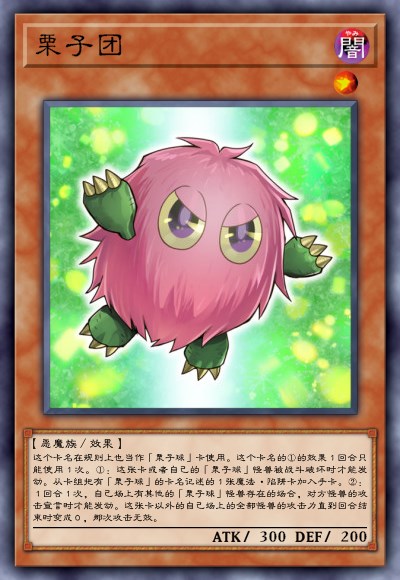 栗子团
やみ
闇
【恶魔族／效果】
这个卡名在规则上也当作「栗子球」卡使用。这个卡名的①的效果1回合只
能使用1次。①：这张卡或者自己的「栗子球」怪兽被战斗破坏时才能发
动。从卡组把有「栗子球」的卡名记述的1张魔法·陷阱卡加入手卡。②：
1回合1次，自己场上有其他的「栗子球」怪兽存在的场合，对方怪兽的攻
击宣言时才能发动。这张卡以外的自己场上的全部怪兽的攻击力直到回合结
束时变成0，那次攻击无效。
ATK/ 300 DEF/ 200